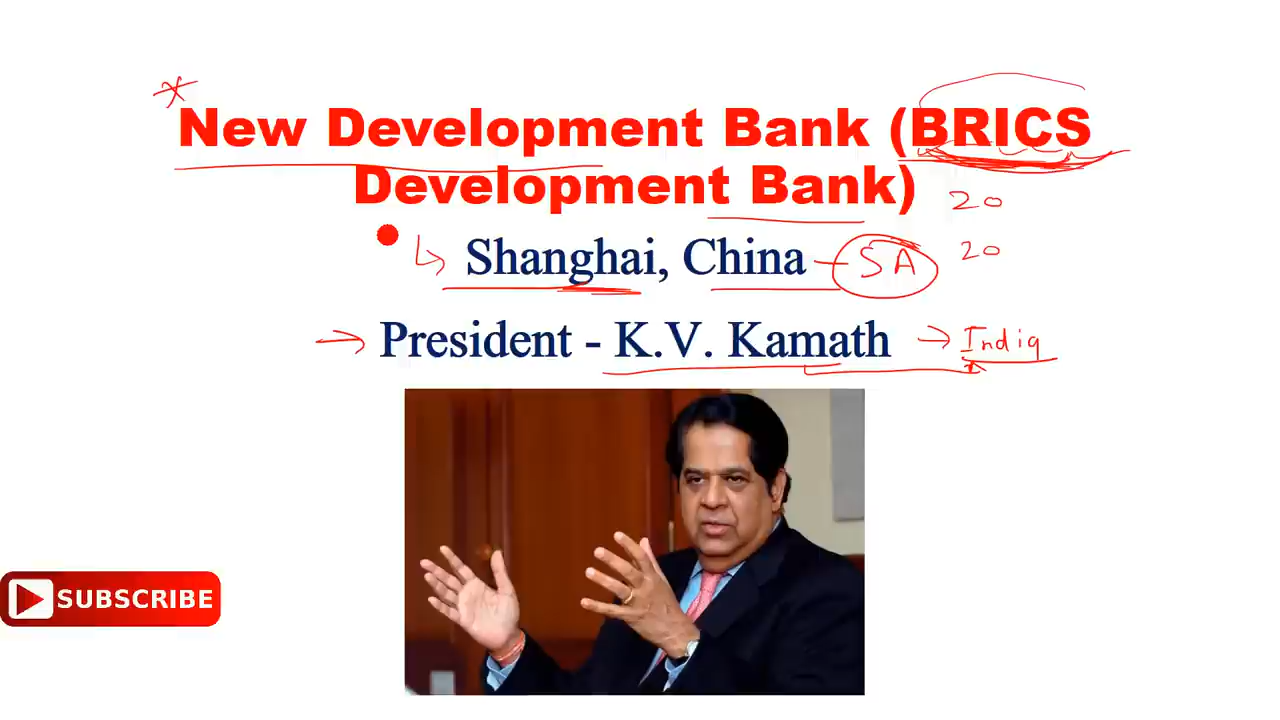 New Development Bank (BRICS
Development Bank)
20
Shanghai, China - SA
20
President - K.V. Kamath → India
SUBSCRIBE